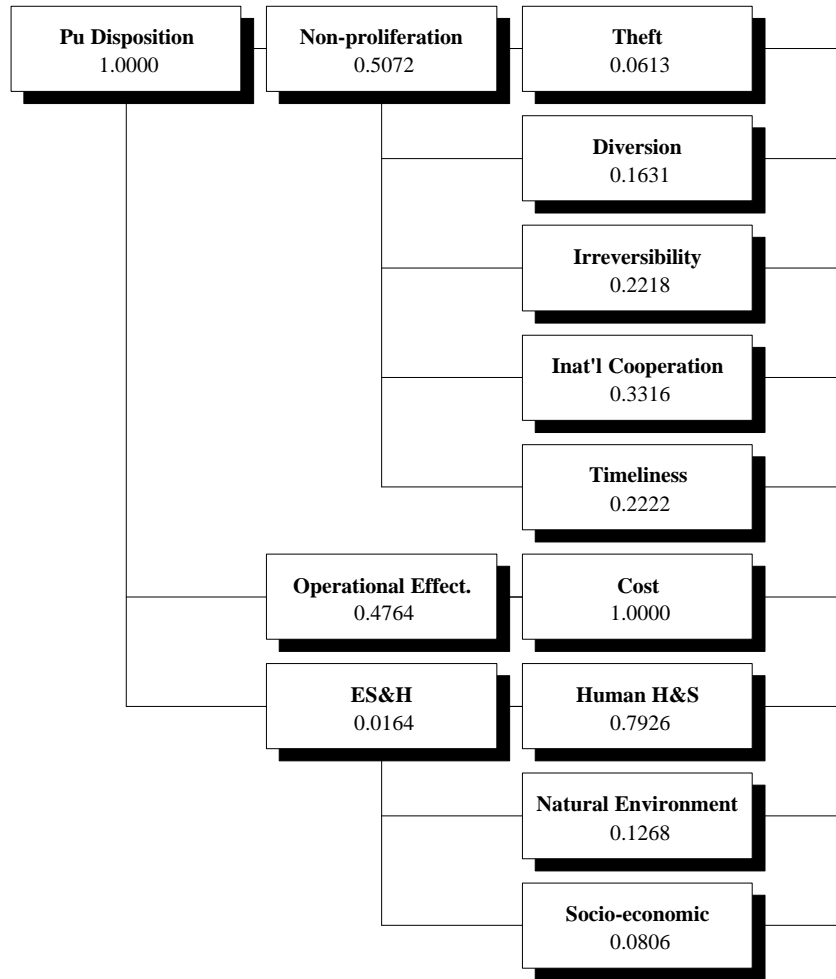 Pu Disposition
1.0000
Non-proliferation
0.5072
Theft
0.0613
Diversion
0.1631
Irreversibility
0.2218
Inat'l Cooperation
0.3316
Timeliness
0.2222
Operational Effect.
0.4764
Cost
1.0000
ES&H
0.0164
Human H&S
0.7926
Natural Environment
0.1268
Socio-economic
0.0806